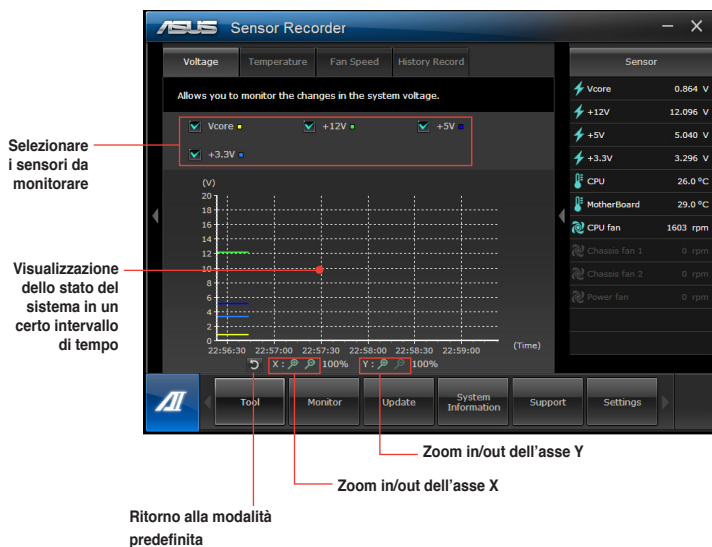 ASUS Sensor Recorder
Voltage Temperature Fan Speed History Record
Allows you to monitor the changes in the system voltage.
Vcore +12V +5V
+3.3V
Selezionare
i sensori da
monitorare
(V)
20
18
16
14
12
10
8
6
4
2
0
22:56:30 22:57:00 22:57:30 22:58:00 22:58:30 22:59:00
(Time)
Visualizzazione
dello stato del
sistema in un
certo intervallo
di tempo
X : 100% Y : 100%
Sensor
Vcore 0.864 V
+12V 12.096 V
+5V 5.040 V
+3.3V 3.296 V
CPU 26.0 °C
MotherBoard 29.0 °C
CPU fan 1603 rpm
Chassis fan 1 0 rpm
Chassis fan 2 0 rpm
Power fan 0 rpm
AI
Tool
Monitor
Update
System
Information
Support
Settings
Zoom in/out dell'asse Y
Zoom in/out dell'asse X
Ritorno alla modalità
predefinita